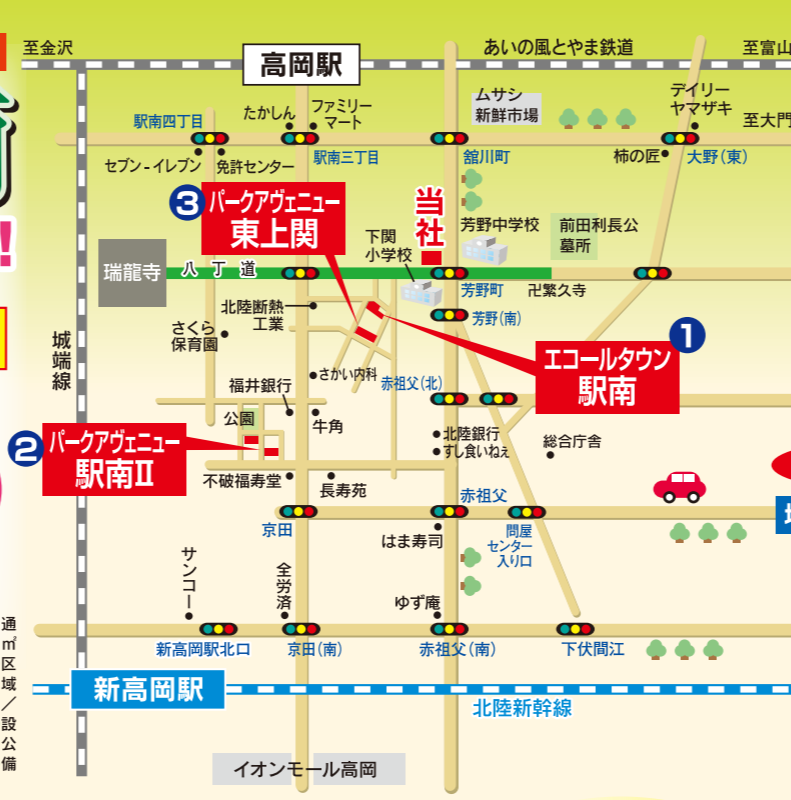 至金沢
高岡駅
あいの風とやま鉄道
至富山
駅南四丁目
たかしん
ファミリー
マート
ムサシ
新鮮市場
デイリー
ヤマザキ
至大門
セブン-イレブン
免許センター
駅南三丁目
舘川町
柿の匠
大野(東)
3
パークアヴェニュー
東上関
当社
下関
小学校
芳野中学校
前田利長公
墓所
瑞龍寺
八丁道
芳野町
卍繁久寺
北陸断熱
工業
芳野(南)
さくら
保育園
城端線
1
エコールタウン
駅南
さかい内科
赤祖父(北)
福井銀行
公園
牛角
北陸銀行
すし食いねぇ
総合庁舎
2
パークアヴェニュー
駅南Ⅱ
不破福寿堂
長寿苑
赤祖父
京田
はま寿司
問屋
センター
入り口
サンコー
全労済
ゆず庵
新高岡駅北口
京田(南)
赤祖父(南)
下伏間江
新高岡駅
北陸新幹線
イオンモール高岡
通
㎡
区
域
/
設
公
備
!